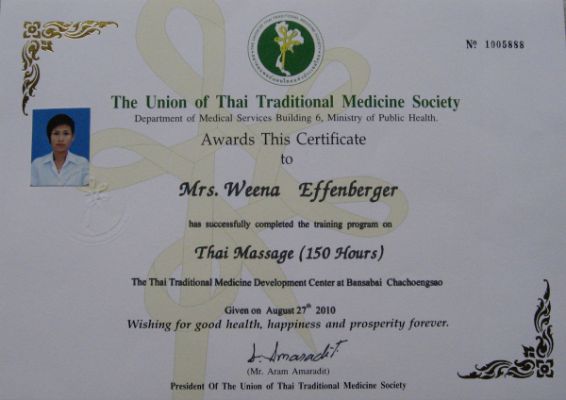 Nº 1005888
The Union of Thai Traditional Medicine Society
Department of Medical Services Building 6, Ministry of Public Health.
Awards This Certificate
to
Mrs. Weena Effenberger
has successfully completed the training program on
Thai Massage (150 Hours)
The Thai Traditional Medicine Development Center at Bansabai Chachoengsao
Given on August 27th 2010
Wishing for good health, happiness and prosperity forever.
A. Amaradit.
(Mr. Aram Amaradit)
President Of The Union of Thai Traditional Medicine Society